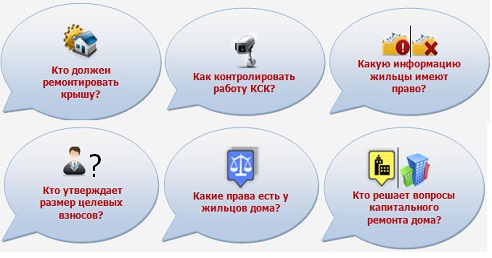 Кто должен
ремонтировать
крышу?
Как контролировать
работу КСК?
Какую информацию
жильцы имеют
право?
Кто утверждает
размер целевых
взносов?
Какие права есть у
жильцов дома?
Кто решает вопросы
капитального
ремонта дома?